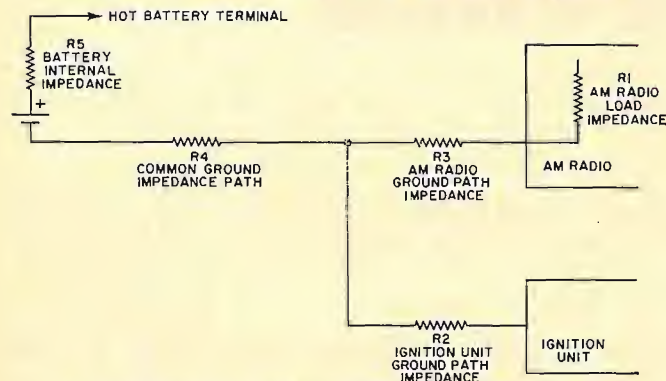 HOT BATTERY TERMINAL
R5
BATTERY
INTERNAL
IMPEDANCE
+
R4
COMMON GROUND
IMPEDANCE PATH
R3
AM RADIO
GROUND PATH
IMPEDANCE
R1
AM RADIO
LOAD
IMPEDANCE
AM RADIO
R2
IGNITION UNIT
GROUND PATH
IMPEDANCE
IGNITION
UNIT